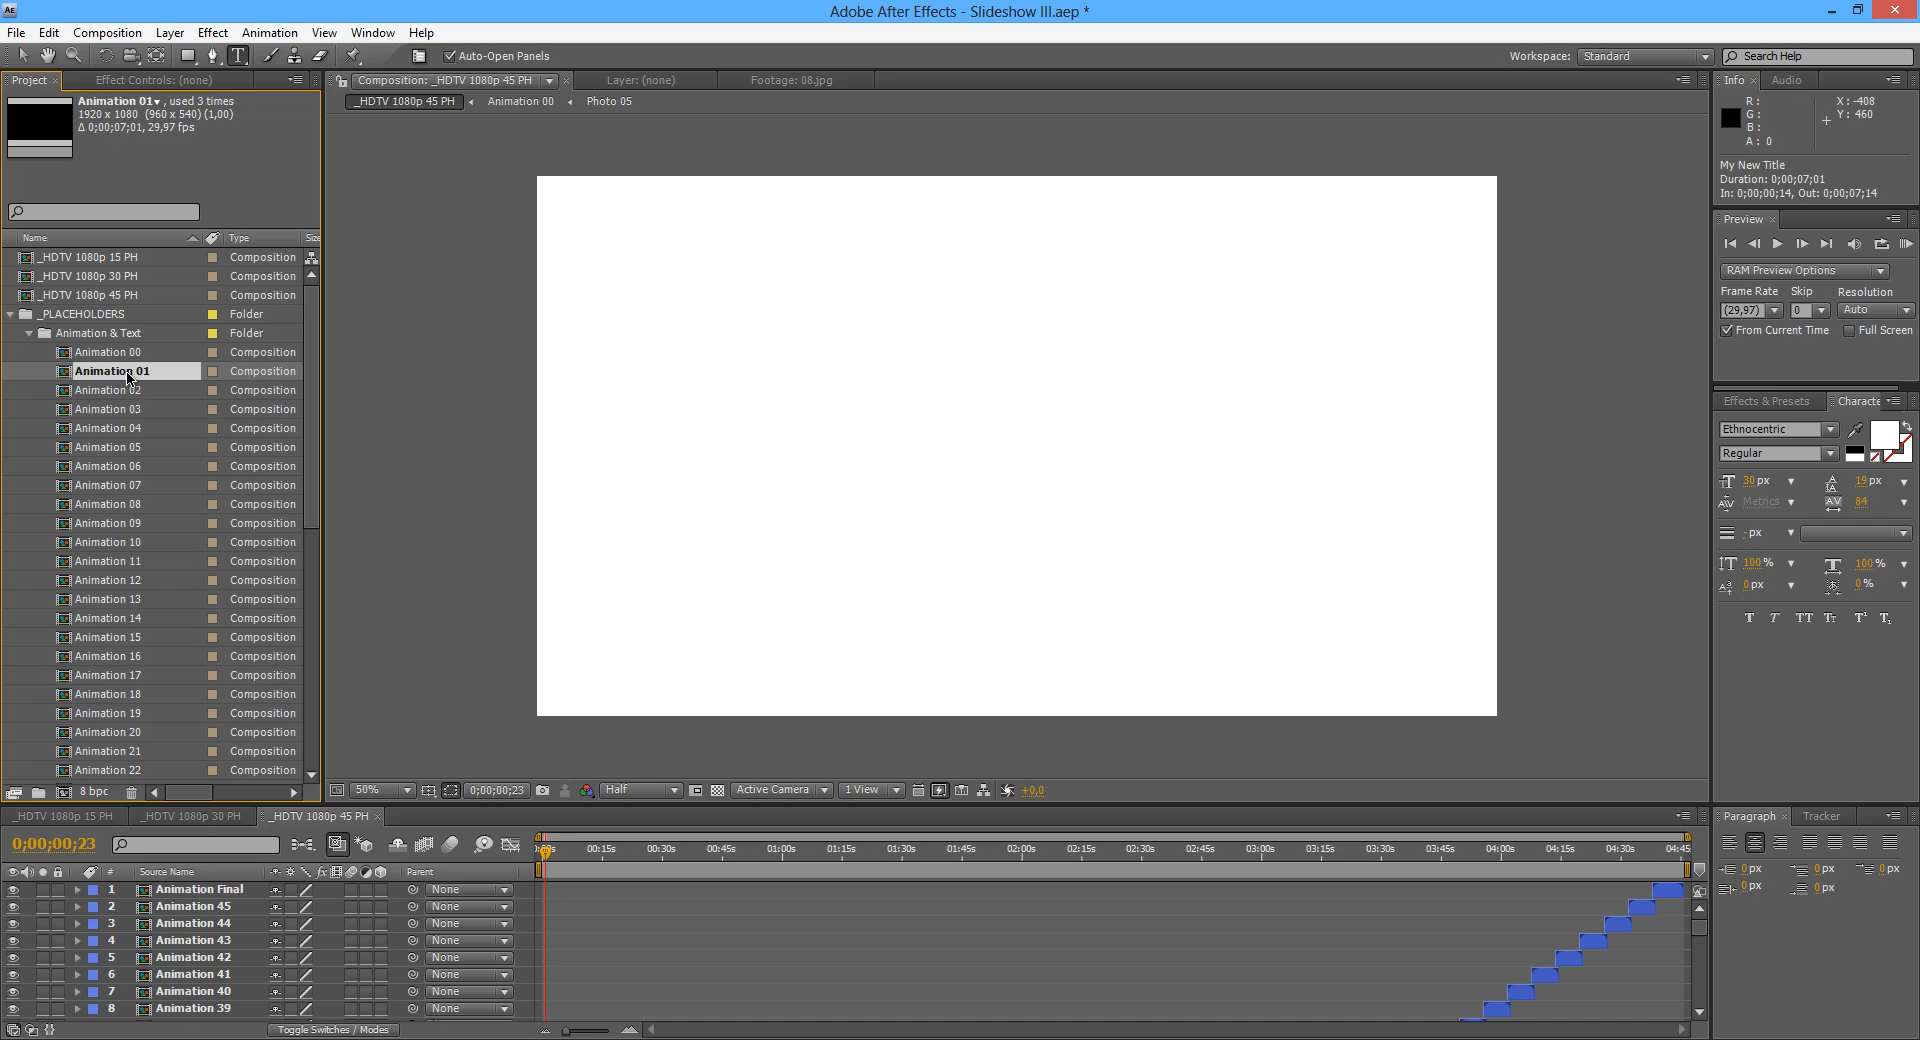 Ae
Adobe After Effects - Slideshow III.aep *
File Edit Composition Layer Effect Animation View Window Help
Auto-Open Panels
Workspace: Standard
Search Help
Project
Effect Controls: (none)
Animation 01 , used 3 times
1920 x 1080 (960 x 540) (1,00)
Δ 0;00;07;01, 29,97 fps
Name Type Size
_HDTV 1080p 15 PH Composition
_HDTV 1080p 30 PH Composition
_HDTV 1080p 45 PH Composition
_PLACEHOLDERS Folder
Animation & Text Folder
Animation 00 Composition
Animation 01 Composition
Animation 02 Composition
Animation 03 Composition
Animation 04 Composition
Animation 05 Composition
Animation 06 Composition
Animation 07 Composition
Animation 08 Composition
Animation 09 Composition
Animation 10 Composition
Animation 11 Composition
Animation 12 Composition
Animation 13 Composition
Animation 14 Composition
Animation 15 Composition
Animation 16 Composition
Animation 17 Composition
Animation 18 Composition
Animation 19 Composition
Animation 20 Composition
Animation 21 Composition
Animation 22 Composition
8 bpc
Composition: _HDTV 1080p 45 PH
Layer: (none)
Footage: 08.jpg
_HDTV 1080p 45 PH Animation 00 Photo 05
50% 0;00;00;23 Half Active Camera 1 View +0,0
Info Audio
R: X: -408
G: Y: 460
B:
A: 0
My New Title
Duration: 0;00;07;01
In: 0;00;00;14, Out: 0;00;07;14
Preview
RAM Preview Options
Frame Rate Skip Resolution
(29,97) 0 Auto
From Current Time Full Screen
Effects & Presets Characte
Ethnocentric
Regular
30 px 19 px
Metrics 84
- px
100 % 100 %
0 px 0 %
T T TT Tt T¹ T₁
_HDTV 1080p 15 PH _HDTV 1080p 30 PH _HDTV 1080p 45 PH
0;00;00;23
00:15s 00:30s 00:45s 01:00s 01:15s 01:30s 01:45s 02:00s 02:15s 02:30s 02:45s 03:00s 03:15s 03:30s 03:45s 04:00s 04:15s 04:30s 04:45
# Source Name Parent
1 Animation Final None
2 Animation 45 None
3 Animation 44 None
4 Animation 43 None
5 Animation 42 None
6 Animation 41 None
7 Animation 40 None
8 Animation 39 None
Toggle Switches / Modes
Paragraph Tracker
0 px 0 px 0 px
0 px 0 px